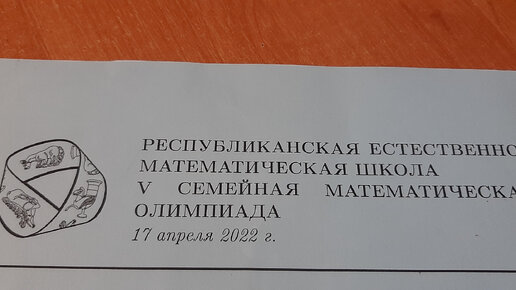 РЕСПУБЛИКАНСКАЯ ЕСТЕСТВЕННО
МАТЕМАТИЧЕСКАЯ ШКОЛА
V СЕМЕЙНАЯ МАТЕМАТИЧЕСКА
ОЛИМПИАДА
17 апреля 2022 г.